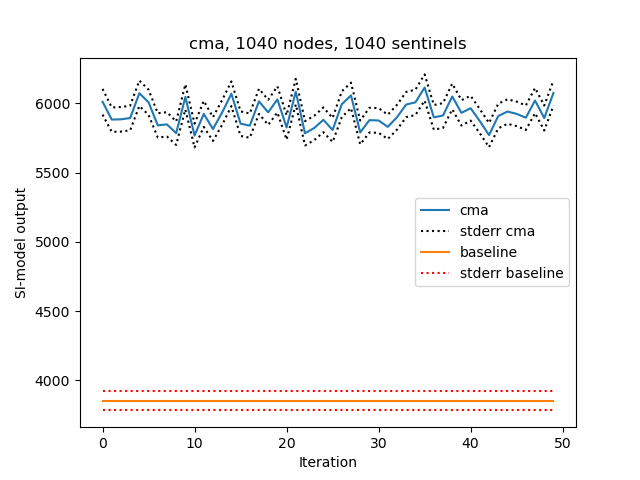 cma, 1040 nodes, 1040 sentinels
SI-model output
6000
5500
5000
4500
4000
cma
stderr cma
baseline
stderr baseline
0 10 20 30 40 50
Iteration